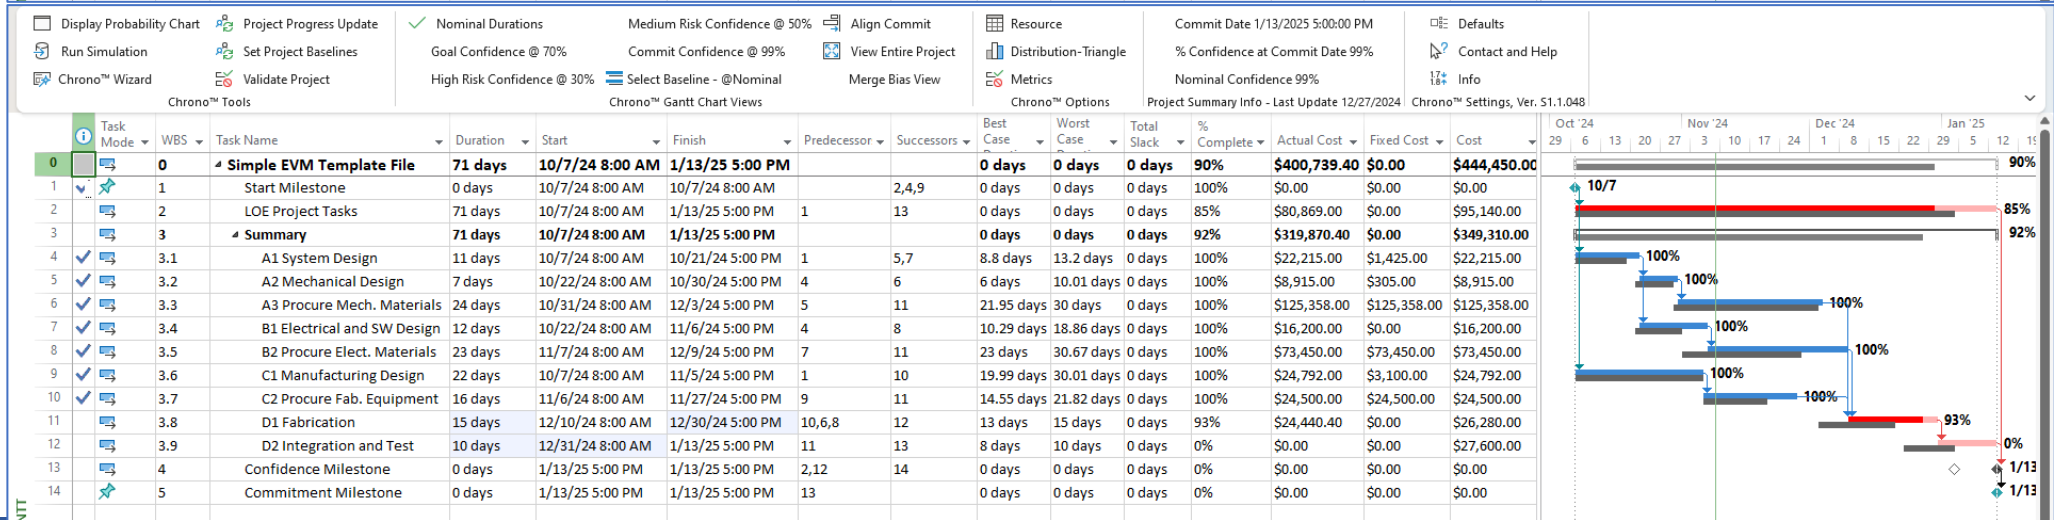 Display Probability Chart Project Progress Update Nominal Durations Medium Risk Confidence @ 50% Align Commit Resource Commit Date 1/13/2025 5:00:00 PM Defaults
Run Simulation Set Project Baselines Goal Confidence @ 70% Commit Confidence @ 99% View Entire Project Distribution-Triangle % Confidence at Commit Date 99% Contact and Help
Chrono™ Wizard Validate Project High Risk Confidence @ 30% Select Baseline - @Nominal Merge Bias View Metrics Nominal Confidence 99% Info
Chrono™ Tools Chrono™ Gantt Chart Views Chrono™ Options Project Summary Info - Last Update 12/27/2024 Chrono™ Settings, Ver. S1.1.048
Task Mode WBS Task Name Duration Start Finish Predecessor Successors Best Case Worst Case Total Slack % Complete Actual Cost Fixed Cost Cost Oct '24 Nov '24 Dec '24 Jan '25
29 6 13 20 27 3 10 17 24 1 8 15 22 29 5 12 19
0 0 Simple EVM Template File 71 days 10/7/24 8:00 AM 1/13/25 5:00 PM 0 days 0 days 0 days 90% $400,739.40 $0.00 $444,450.00 90%
1 1 Start Milestone 0 days 10/7/24 8:00 AM 10/7/24 8:00 AM 2,4,9 0 days 0 days 0 days 100% $0.00 $0.00 $0.00 10/7
2 2 LOE Project Tasks 71 days 10/7/24 8:00 AM 1/13/25 5:00 PM 1 13 0 days 0 days 0 days 85% $80,869.00 $0.00 $95,140.00 85%
3 3 Summary 71 days 10/7/24 8:00 AM 1/13/25 5:00 PM 0 days 0 days 0 days 92% $319,870.40 $0.00 $349,310.00 92%
4 3.1 A1 System Design 11 days 10/7/24 8:00 AM 10/21/24 5:00 PM 1 5,7 8.8 days 13.2 days 0 days 100% $22,215.00 $1,425.00 $22,215.00 100%
5 3.2 A2 Mechanical Design 7 days 10/22/24 8:00 AM 10/30/24 5:00 PM 4 6 6 days 10.01 days 0 days 100% $8,915.00 $305.00 $8,915.00 100%
6 3.3 A3 Procure Mech. Materials 24 days 10/31/24 8:00 AM 12/3/24 5:00 PM 5 11 21.95 days 30 days 0 days 100% $125,358.00 $125,358.00 $125,358.00 100%
7 3.4 B1 Electrical and SW Design 12 days 10/22/24 8:00 AM 11/6/24 5:00 PM 4 8 10.29 days 18.86 days 0 days 100% $16,200.00 $0.00 $16,200.00 100%
8 3.5 B2 Procure Elect. Materials 23 days 11/7/24 8:00 AM 12/9/24 5:00 PM 7 11 23 days 30.67 days 0 days 100% $73,450.00 $73,450.00 $73,450.00 100%
9 3.6 C1 Manufacturing Design 22 days 10/7/24 8:00 AM 11/5/24 5:00 PM 1 10 19.99 days 30.01 days 0 days 100% $24,792.00 $3,100.00 $24,792.00 100%
10 3.7 C2 Procure Fab. Equipment 16 days 11/6/24 8:00 AM 11/27/24 5:00 PM 9 11 14.55 days 21.82 days 0 days 100% $24,500.00 $24,500.00 $24,500.00 100%
11 3.8 D1 Fabrication 15 days 12/10/24 8:00 AM 12/30/24 5:00 PM 10,6,8 12 13 days 15 days 0 days 93% $24,440.40 $0.00 $26,280.00 93%
12 3.9 D2 Integration and Test 10 days 12/31/24 8:00 AM 1/13/25 5:00 PM 11 13 8 days 10 days 0 days 0% $0.00 $0.00 $27,600.00 0%
13 4 Confidence Milestone 0 days 1/13/25 5:00 PM 1/13/25 5:00 PM 2,12 14 0 days 0 days 0 days 0% $0.00 $0.00 $0.00 1/13
14 5 Commitment Milestone 0 days 1/13/25 5:00 PM 1/13/25 5:00 PM 13 0 days 0 days 0 days 0% $0.00 $0.00 $0.00 1/13